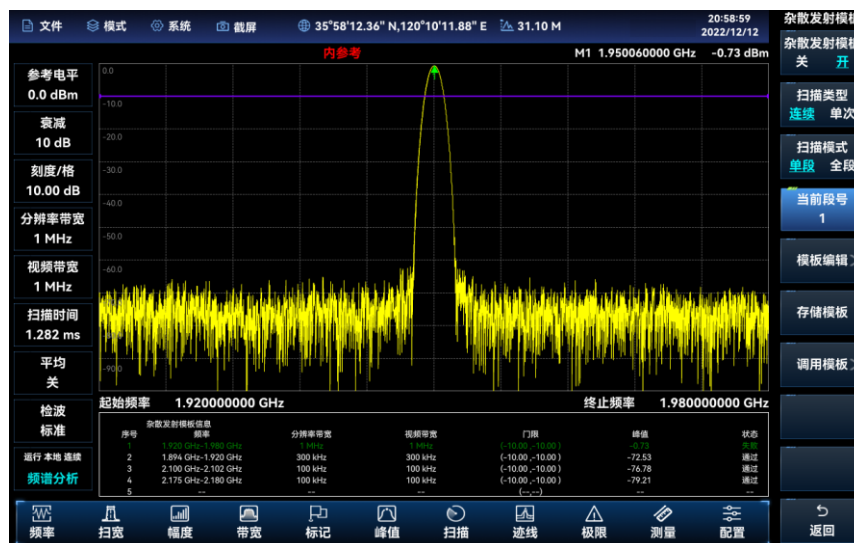 文件 模式 系统 截屏 35°58'12.36" N,120°10'11.88" E 31.10 M 20:58:59
2022/12/12
杂散发射模板
内参考 M1 1.950060000 GHz -0.73 dBm
参考电平
0.0 dBm
衰减
10 dB
刻度/格
10.00 dB
分辨率带宽
1 MHz
视频带宽
1 MHz
扫描时间
1.282 ms
平均
关
检波
标准
运行 本地 连续
频谱分析
0.0
-10.0
-20.0
-30.0
-40.0
-50.0
-60.0
-90.0
起始频率 1.920000000 GHz 终止频率 1.980000000 GHz
杂散发射模板信息
序号 频率 分辨率带宽 视频带宽 门限 峰值 状态
1 1.920 GHz-1.980 GHz 1 MHz 1 MHz (-10.00 ,-10.00 ) -0.73 失败
2 1.894 GHz-1.920 GHz 300 kHz 300 kHz (-10.00 ,-10.00 ) -72.53 通过
3 2.100 GHz-2.102 GHz 100 kHz 100 kHz (-10.00 ,-10.00 ) -76.78 通过
4 2.175 GHz-2.180 GHz 100 kHz 100 kHz (-10.00 ,-10.00 ) -79.21 通过
5 -- -- -- (--,--) -- --
杂散发射模板
关 开
扫描类型
连续 单次
扫描模式
单段 全段
当前段号
1
模板编辑
存储模板
调用模板
返回
频率 扫宽 幅度 带宽 标记 峰值 扫描 迹线 极限 测量 配置